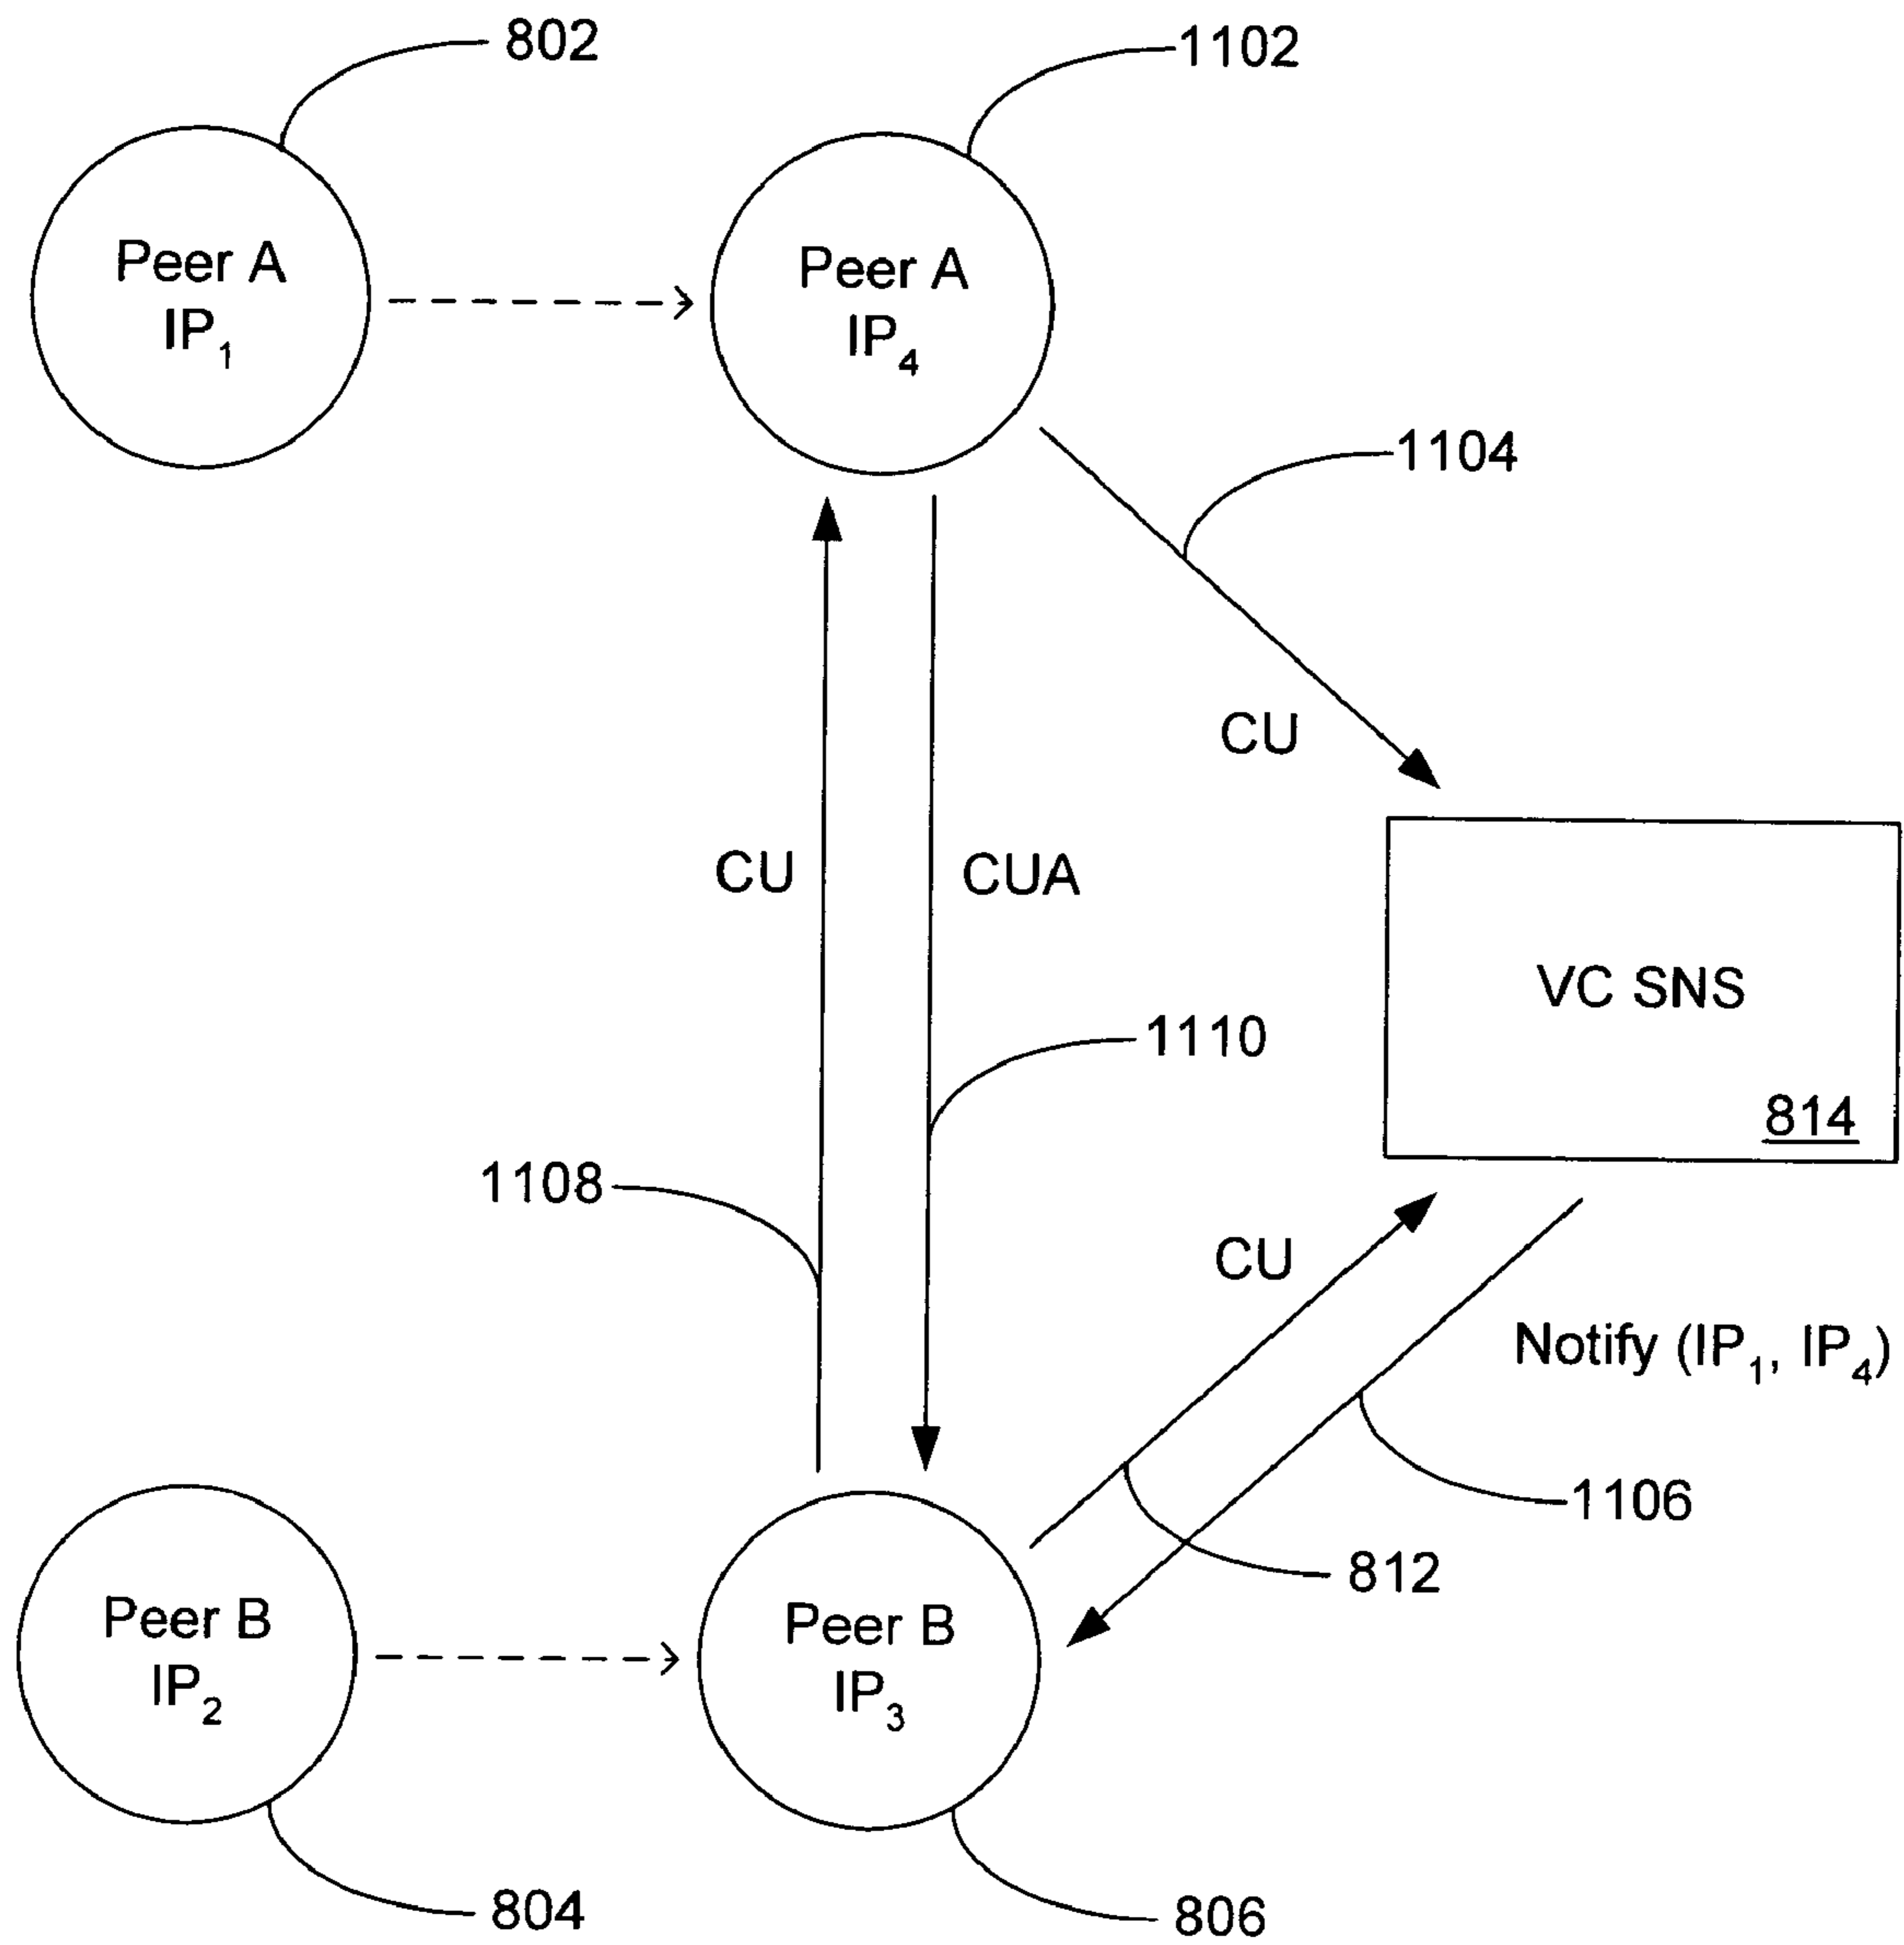 802
1102
Peer A
IP₁
Peer A
IP₄
1104
CU
CU
CUA
VC SNS
814
1110
1108
CU
Notify (IP₁, IP₄)
1106
812
Peer B
IP₂
Peer B
IP₃
804
806